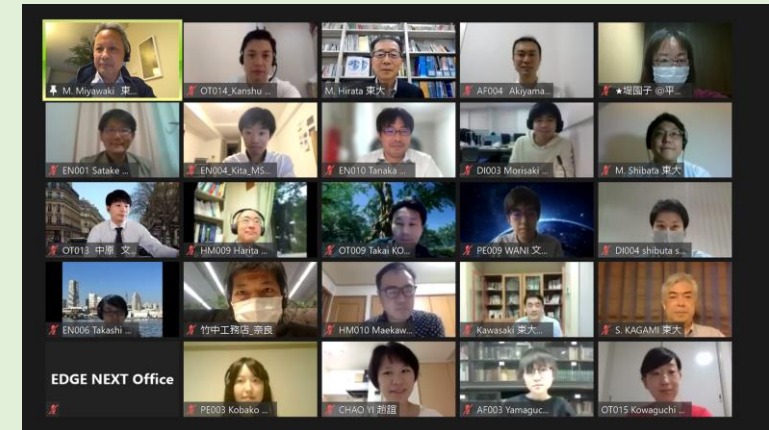 M. Miyawaki 東...
OT014_Kanshu ...
M. Hirata 東大
AF004 Akiyama...
★堤園子 @平...
EN001 Satake ...
EN004_Kita_MS...
EN010 Tanaka ...
DI003 Morisaki ...
M. Shibata 東大
OT013 中原 文...
HM009 Harita ...
OT009 Takai KO...
PE009 WANI 文...
DI004 shibuta s...
EN006 Takashi ...
竹中工務店_奈良
HM010 Maekaw...
Kawasaki 東大...
S. KAGAMI 東大
EDGE NEXT Office
PE003 Kobako ...
CHAO YI 趙誼
AF003 Yamaguc...
OT015 Kowaguchi ...